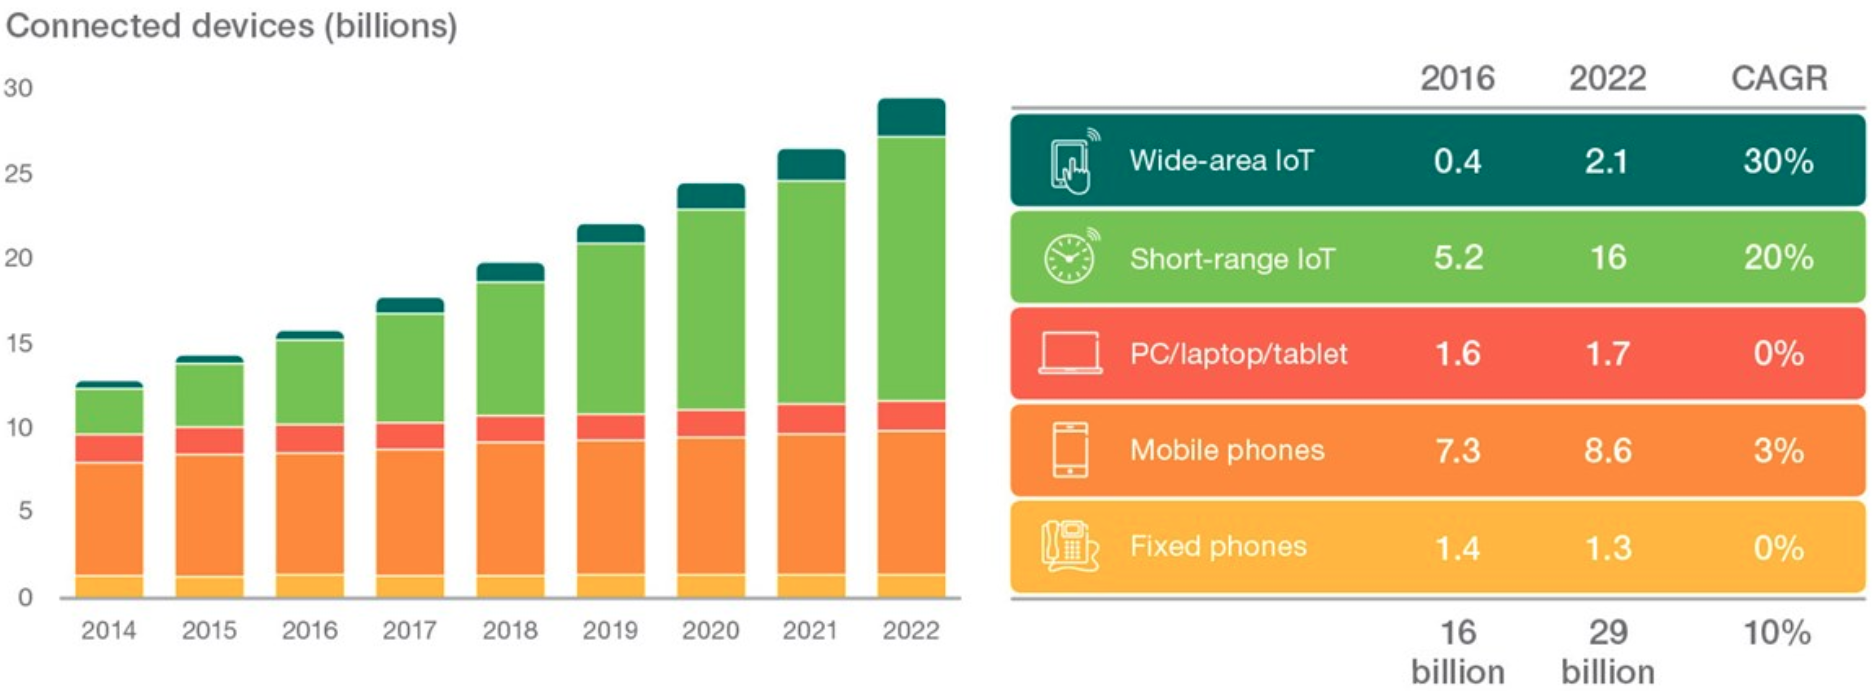 Connected devices (billions)
30
25
20
15
10
5
0
2014 2015 2016 2017 2018 2019 2020 2021 2022
2016 2022 CAGR
Wide-area IoT 0.4 2.1 30%
Short-range IoT 5.2 16 20%
PC/laptop/tablet 1.6 1.7 0%
Mobile phones 7.3 8.6 3%
Fixed phones 1.4 1.3 0%
16 29 10%
billion billion